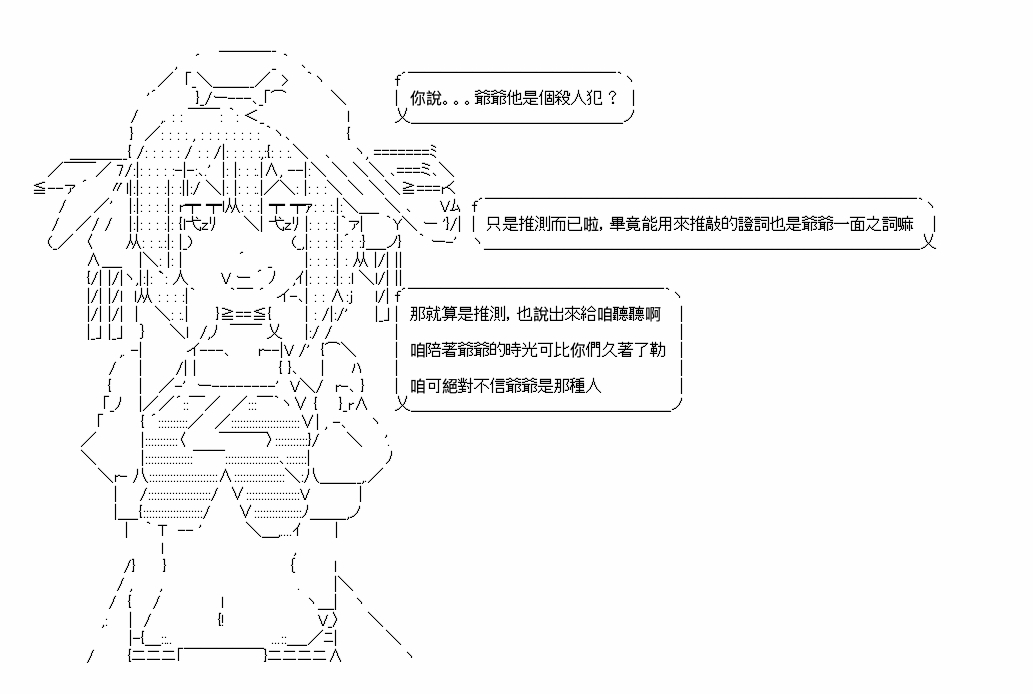 你說。。。爺爺他是個殺人犯？
只是推測而已啦，畢竟能用來推敲的證詞也是爺爺一面之詞嘛
那就算是推測，也說出來給咱聽聽啊
咱陪著爺爺的時光可比你們久著了勒
咱可絕對不信爺爺是那種人